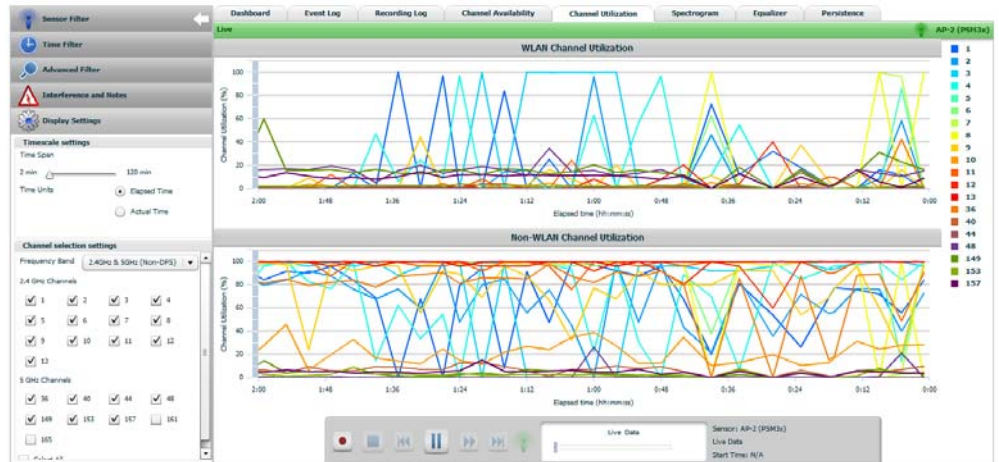 Sensor Filter
Time Filter
Advanced Filter
Interference and Notes
Display Settings
Timescale settings
Time Span
2 min 120 min
Time Units
Elapsed Time
Actual Time
Channel selection settings
Frequency Band 2.4GHz & 5GHz (Non-DFS)
2.4 GHz Channels
1 2 3 4
5 6 7 8
9 10 11 12
13
5 GHz Channels
36 40 44 48
149 153 157 161
165
Select All
Dashboard Event Log Recording Log Channel Availability Channel Utilization Spectrogram Equalizer Persistence
Live AP-2 (PSM3x)
WLAN Channel Utilization
Channel Utilization (%)
100
80
60
40
20
0
2:00 1:48 1:36 1:24 1:12 1:00 0:48 0:36 0:24 0:12 0:00
Elapsed time (hh:mm:ss)
Non-WLAN Channel Utilization
Channel Utilization (%)
100
80
60
40
20
0
2:00 1:48 1:36 1:24 1:12 1:00 0:48 0:36 0:24 0:12 0:00
Elapsed time (hh:mm:ss)
1
2
3
4
5
6
7
8
9
10
11
12
13
36
40
44
48
149
153
157
Live Data
Sensor: AP-2 (PSM3x)
Live Data
Start Time: N/A